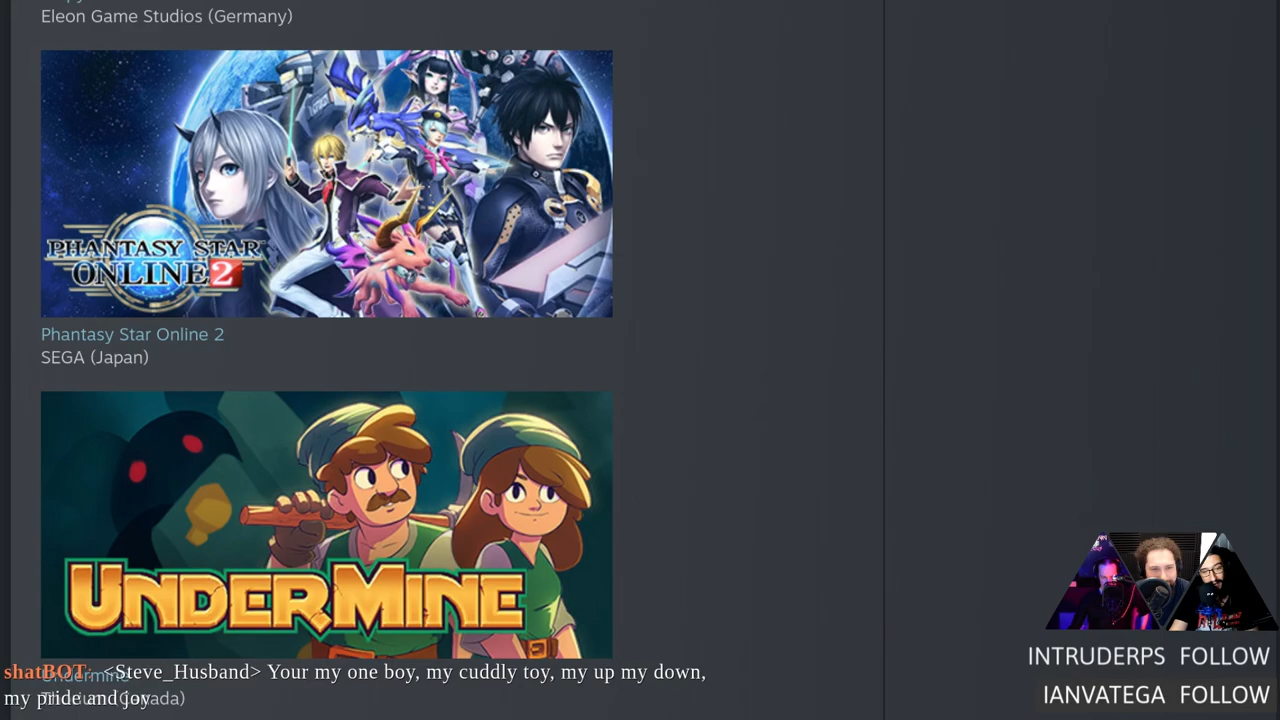 Eleon Game Studios (Germany)
PHANTASY STAR
ONLINE 2
Phantasy Star Online 2
SEGA (Japan)
UNDERMINE
Undermine
shatBOT: <Steve_Husband> Your my one boy, my cuddly toy, my up my down,
my pride and joy
INTRUDERPS FOLLOW
IANVATEGA FOLLOW